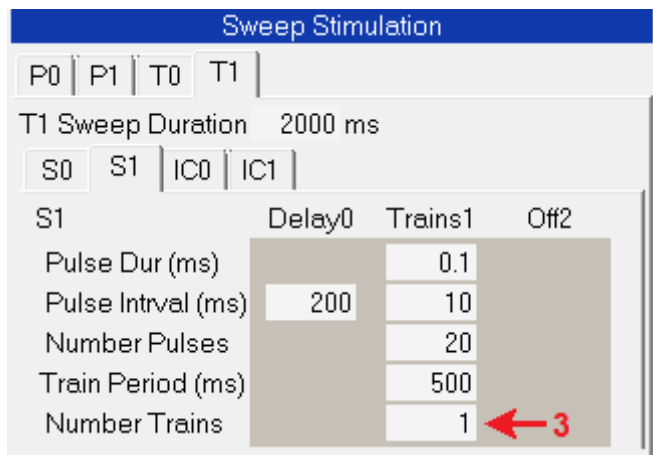 Sweep Stimulation
P0 P1 T0 T1
T1 Sweep Duration 2000 ms
S0 S1 IC0 IC1
S1 Delay0 Trains1 Off2
Pulse Dur (ms) 0.1
Pulse Intrval (ms) 200 10
Number Pulses 20
Train Period (ms) 500
Number Trains 1 3